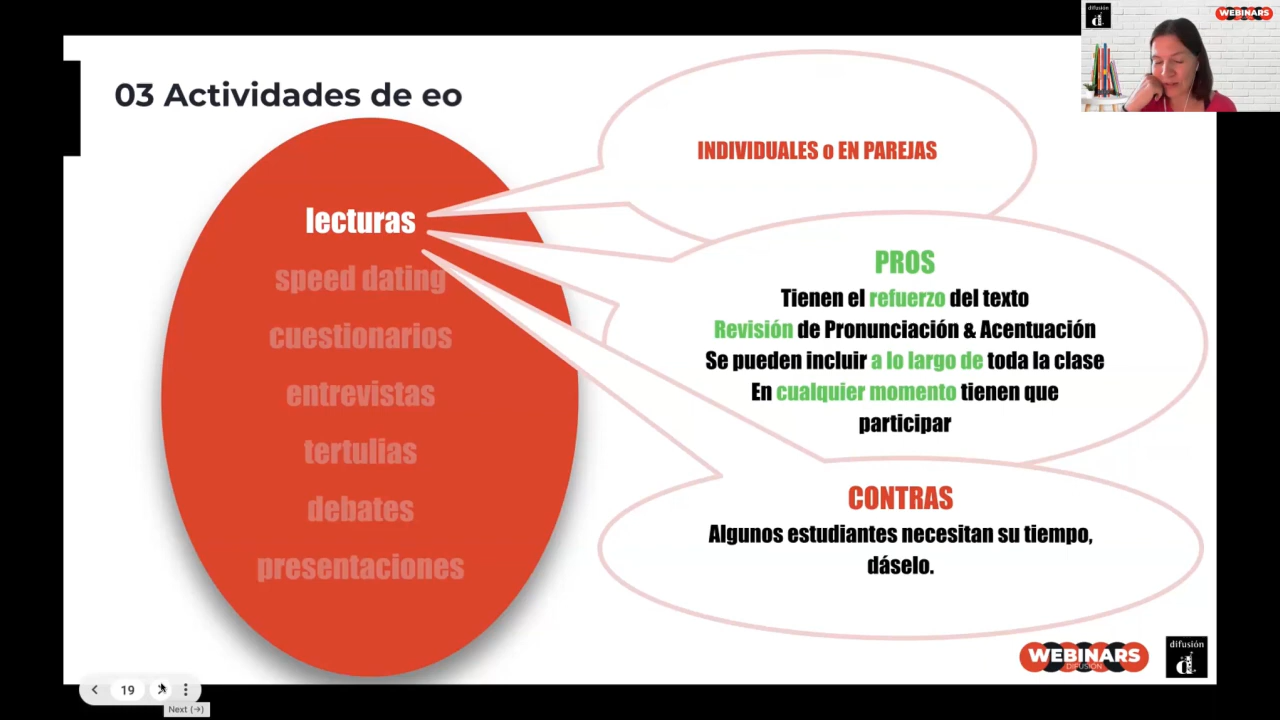 difusión
WEBINARS
03 Actividades de eo
INDIVIDUALES o EN PAREJAS
lecturas
speed dating
cuestionarios
entrevistas
tertulias
debates
presentaciones
PROS
Tienen el refuerzo del texto
Revisión de Pronunciación & Acentuación
Se pueden incluir a lo largo de toda la clase
En cualquier momento tienen que
participar
CONTRAS
Algunos estudiantes necesitan su tiempo,
dáselo.
WEBINARS
DIFUSIÓN
difusión
d
19
Next (→)